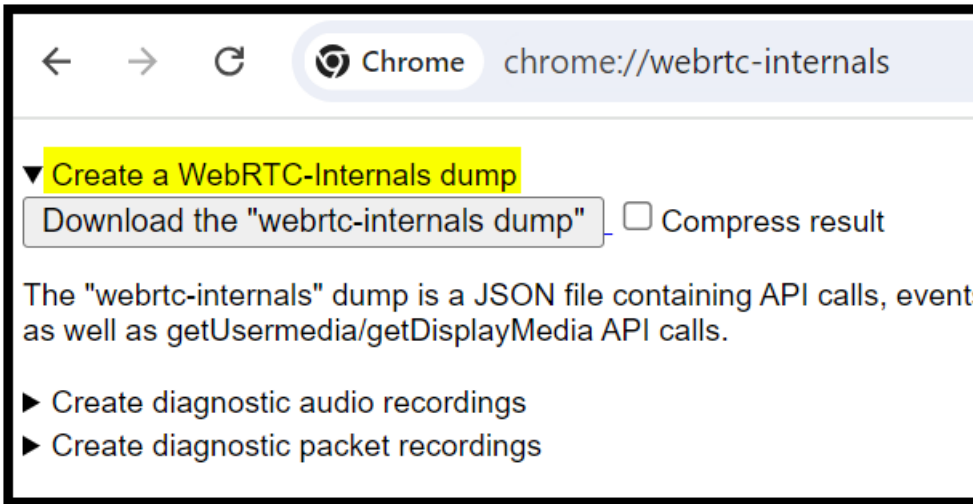 Chrome chrome://webrtc-internals
Create a WebRTC-Internals dump
Download the "webrtc-internals dump" Compress result
The "webrtc-internals" dump is a JSON file containing API calls, events
as well as getUsermedia/getDisplayMedia API calls.
Create diagnostic audio recordings
Create diagnostic packet recordings